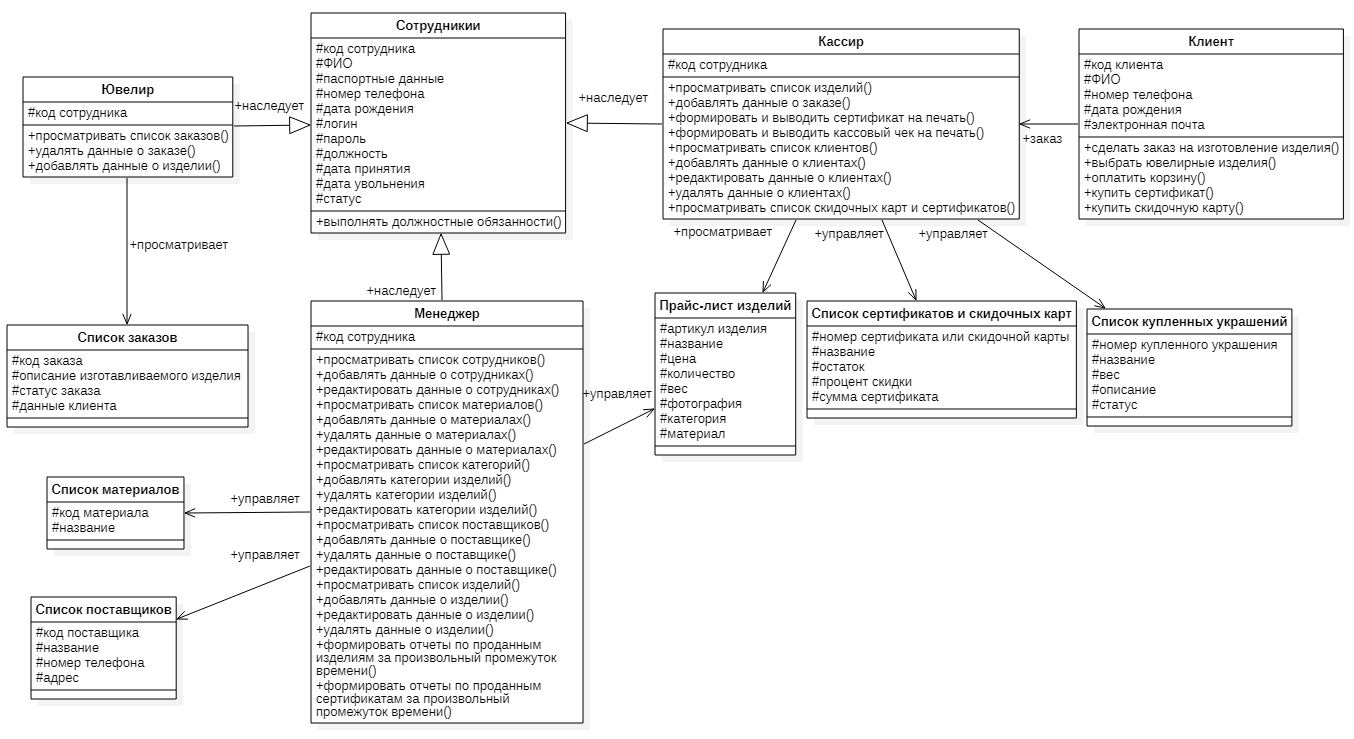 Сотрудникии
#код сотрудника
#ФИО
#паспортные данные
#номер телефона
#дата рождения
#логин
#пароль
#должность
#дата принятия
#дата увольнения
#статус
+выполнять должностные обязанности()
Ювелир
#код сотрудника
+просматривать список заказов()
+удалять данные о заказе()
+добавлять данные о изделии()
+наследует
Кассир
#код сотрудника
+просматривать список изделий()
+добавлять данные о заказе()
+формировать и выводить сертификат на печать()
+формировать и выводить кассовый чек на печать()
+просматривать список клиентов()
+добавлять данные о клиентах()
+редактировать данные о клиентах()
+удалять данные о клиентах()
+просматривать список скидочных карт и сертификатов()
+наследует
Клиент
#код клиента
#ФИО
#номер телефона
#дата рождения
#электронная почта
+сделать заказ на изготовление изделия()
+выбрать ювелирные изделия()
+оплатить корзину()
+купить сертификат()
+купить скидочную карту()
+заказ
+просматривает
+просматривает
+управляет
+управляет
+наследует
Список заказов
#код заказа
#описание изготавливаемого изделия
#статус заказа
#данные клиента
Менеджер
#код сотрудника
+просматривать список сотрудников()
+добавлять данные о сотрудниках()
+редактировать данные о сотрудниках()
+просматривать список материалов()
+добавлять данные о материалах()
+удалять данные о материалах()
+редактировать данные о материалах()
+просматривать список категорий()
+добавлять категории изделий()
+удалять категории изделий()
+редактировать категории изделий()
+просматривать список поставщиков()
+добавлять данные о поставщике()
+удалять данные о поставщике()
+редактировать данные о поставщике()
+просматривать список изделий()
+добавлять данные о изделии()
+редактировать данные о изделии()
+удалять данные о изделии()
+формировать отчеты по проданным
изделиям за произвольный промежуток
времени()
+формировать отчеты по проданным
сертификатам за произвольный
промежуток времени()
+управляет
Прайс-лист изделий
#артикул изделия
#название
#цена
#количество
#вес
#фотография
#категория
#материал
Список сертификатов и скидочных карт
#номер сертификата или скидочной карты
#название
#остаток
#процент скидки
#сумма сертификата
Список купленных украшений
#номер купленного украшения
#название
#вес
#описание
#статус
+управляет
Список материалов
#код материала
#название
+управляет
Список поставщиков
#код поставщика
#название
#номер телефона
#адрес